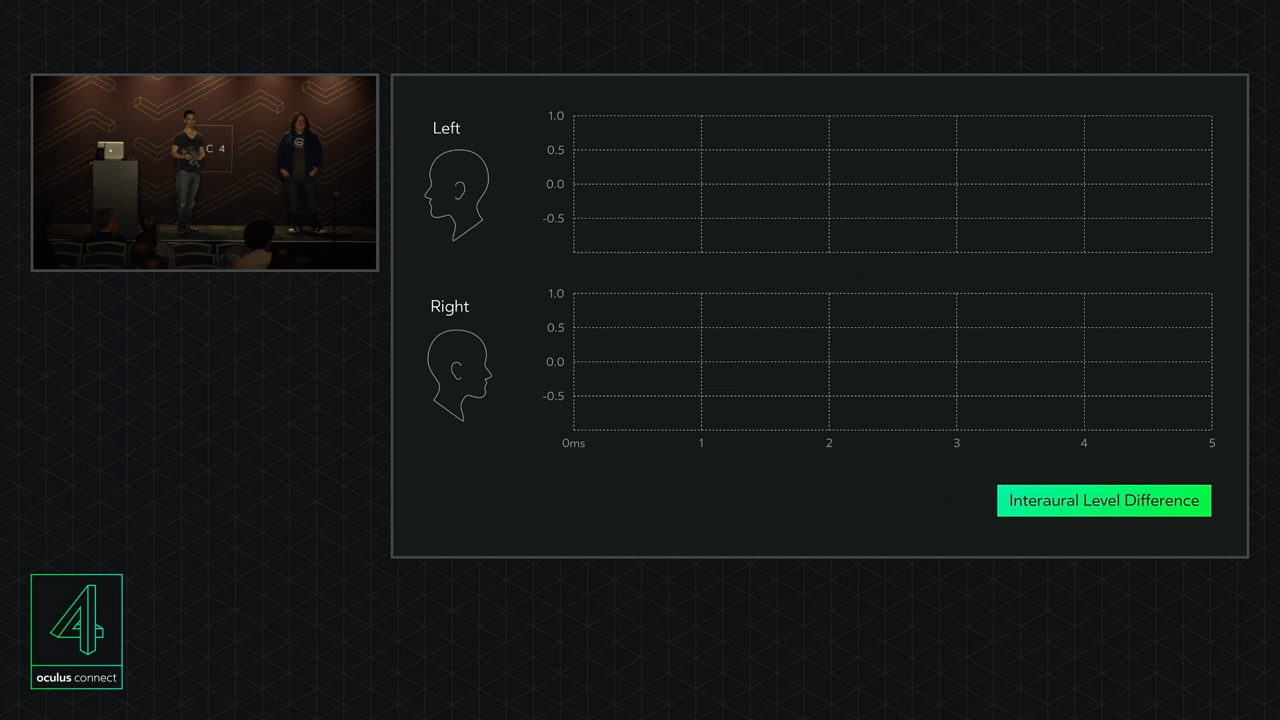 C 4
Left
1.0
0.5
0.0
-0.5
Right
1.0
0.5
0.0
-0.5
0ms 1 2 3 4 5
Interaural Level Difference
4
oculus connect